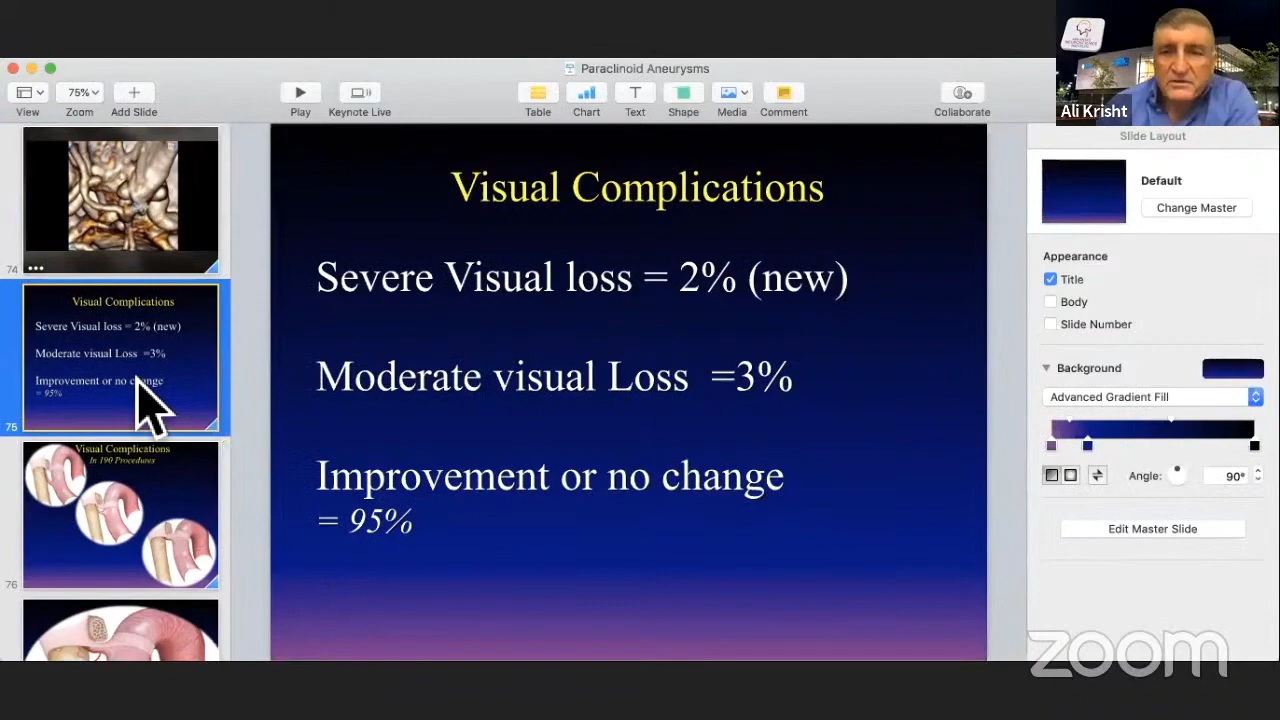 Paraclinoid Aneurysms
View
75%
Zoom
Add Slide
Play
Keynote Live
Table
Chart
Text
Shape
Media
Comment
Collaborate
Ali Krisht
74
Visual Complications
Severe Visual loss = 2% (new)
Moderate visual Loss =3%
Improvement or no change
= 95%
75
Visual Complications
In 190 Procedures
76
Visual Complications
Severe Visual loss = 2% (new)
Moderate visual Loss =3%
Improvement or no change
= 95%
Slide Layout
Default
Change Master
Appearance
Title
Body
Slide Number
Background
Advanced Gradient Fill
Angle:
90°
Edit Master Slide
zoom